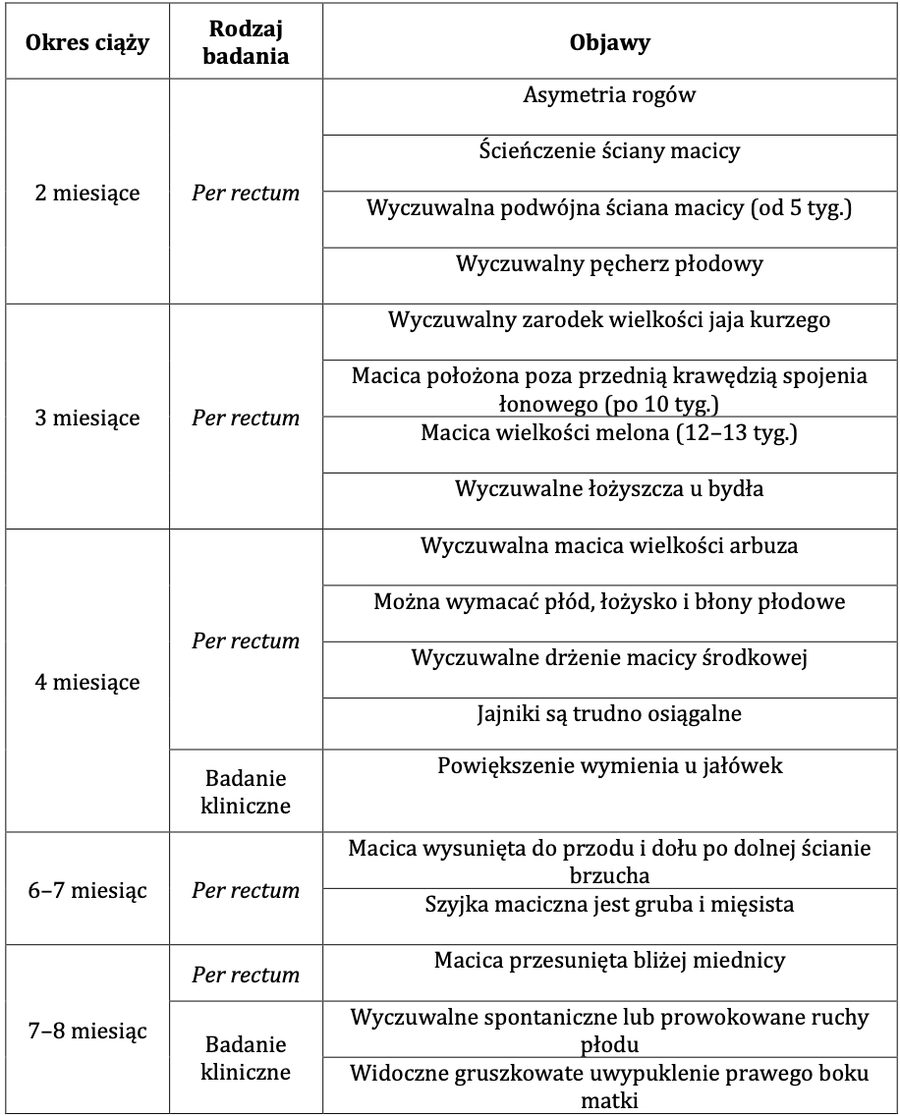 Okres ciąży
Rodzaj
badania
Objawy
2 miesiące
Per rectum
Asymetria rogów
Ścieńczenie ściany macicy
Wyczuwalna podwójna ściana macicy (od 5 tyg.)
Wyczuwalny pęcherz płodowy
3 miesiące
Per rectum
Wyczuwalny zarodek wielkości jaja kurzego
Macica położona poza przednią krawędzią spojenia
łonowego (po 10 tyg.)
Macica wielkości melona (12–13 tyg.)
Wyczuwalne łożyszcza u bydła
4 miesiące
Per rectum
Wyczuwalna macica wielkości arbuza
Można wymacać płód, łożysko i błony płodowe
Wyczuwalne drżenie macicy środkowej
Jajniki są trudno osiągalne
Badanie
kliniczne
Powiększenie wymienia u jałówek
6–7 miesiąc
Per rectum
Macica wysunięta do przodu i dołu po dolnej ścianie
brzucha
Szyjka maciczna jest gruba i mięsista
7–8 miesiąc
Per rectum
Macica przesunięta bliżej miednicy
Badanie
kliniczne
Wyczuwalne spontaniczne lub prowokowane ruchy
płodu
Widoczne gruszkowate uwypuklenie prawego boku
matki